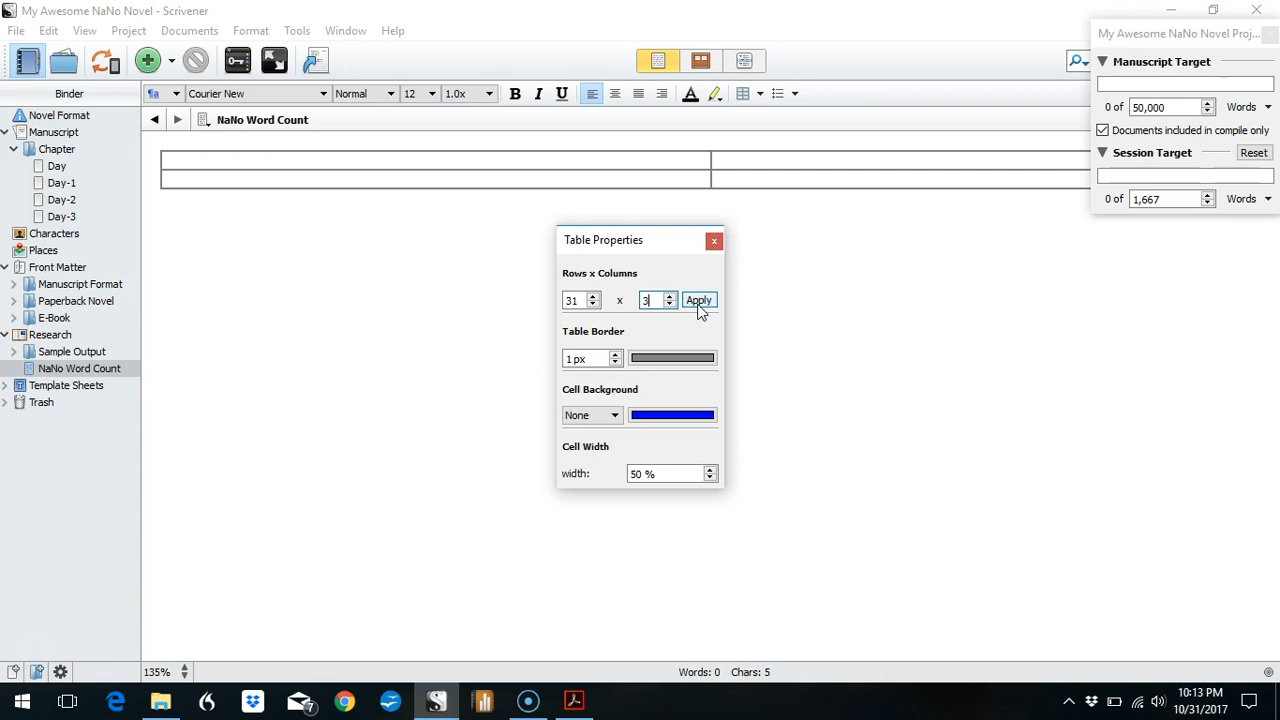 My Awesome NaNo Novel - Scrivener
File Edit View Project Documents Format Tools Window Help
My Awesome NaNo Novel Proj...
Manuscript Target
0 of 50,000 Words
Documents included in compile only
Session Target Reset
0 of 1,667 Words
Binder
Courier New Normal 12 1.0x B I U A
NaNo Word Count
Novel Format
Manuscript
Chapter
Day
Day-1
Day-2
Day-3
Characters
Places
Front Matter
Manuscript Format
Paperback Novel
E-Book
Research
Sample Output
NaNo Word Count
Template Sheets
Trash
Table Properties x
Rows x Columns
31 x 3 Apply
Table Border
1 px
Cell Background
None
Cell Width
width: 50 %
135% Words: 0 Chars: 5
7
10:13 PM
10/31/2017